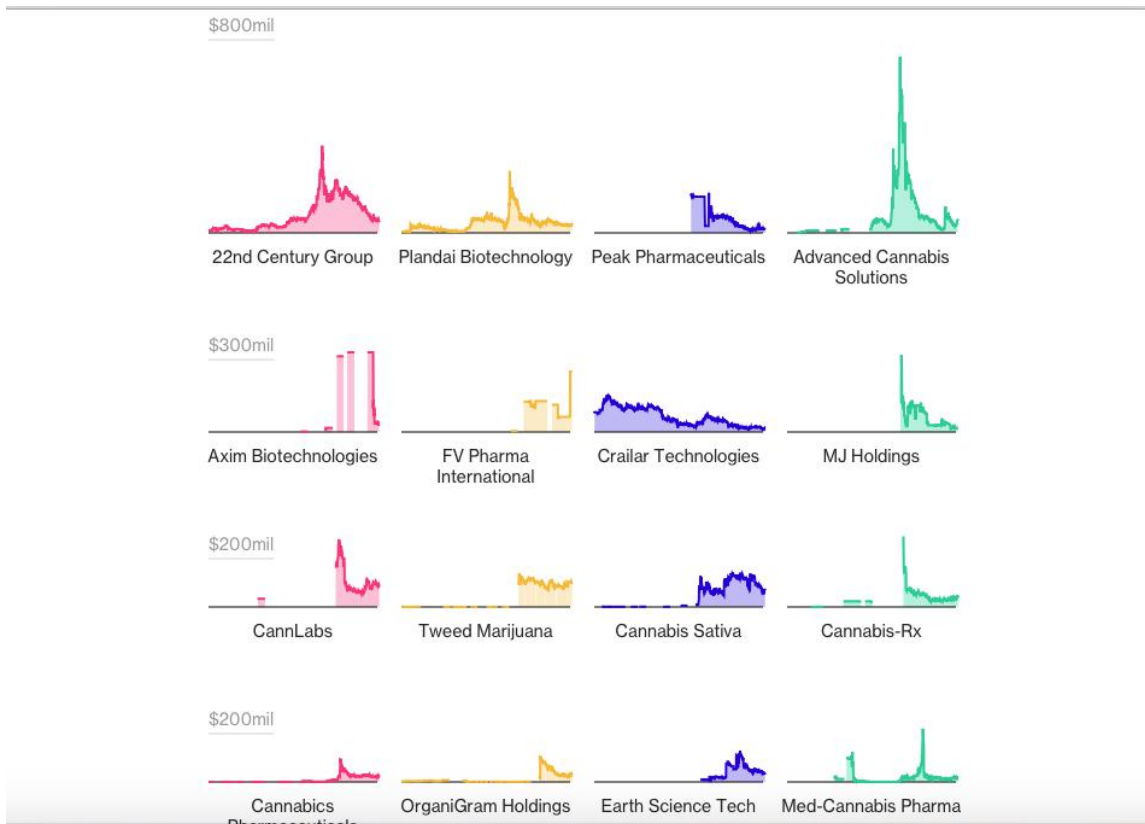 $800mil
22nd Century Group
Plandai Biotechnology
Peak Pharmaceuticals
Advanced Cannabis
Solutions
$300mil
Axim Biotechnologies
FV Pharma
International
Crailar Technologies
MJ Holdings
$200mil
CannLabs
Tweed Marijuana
Cannabis Sativa
Cannabis-Rx
$200mil
Cannabics
Pharmaceuticals
OrganiGram Holdings
Earth Science Tech
Med-Cannabis Pharma